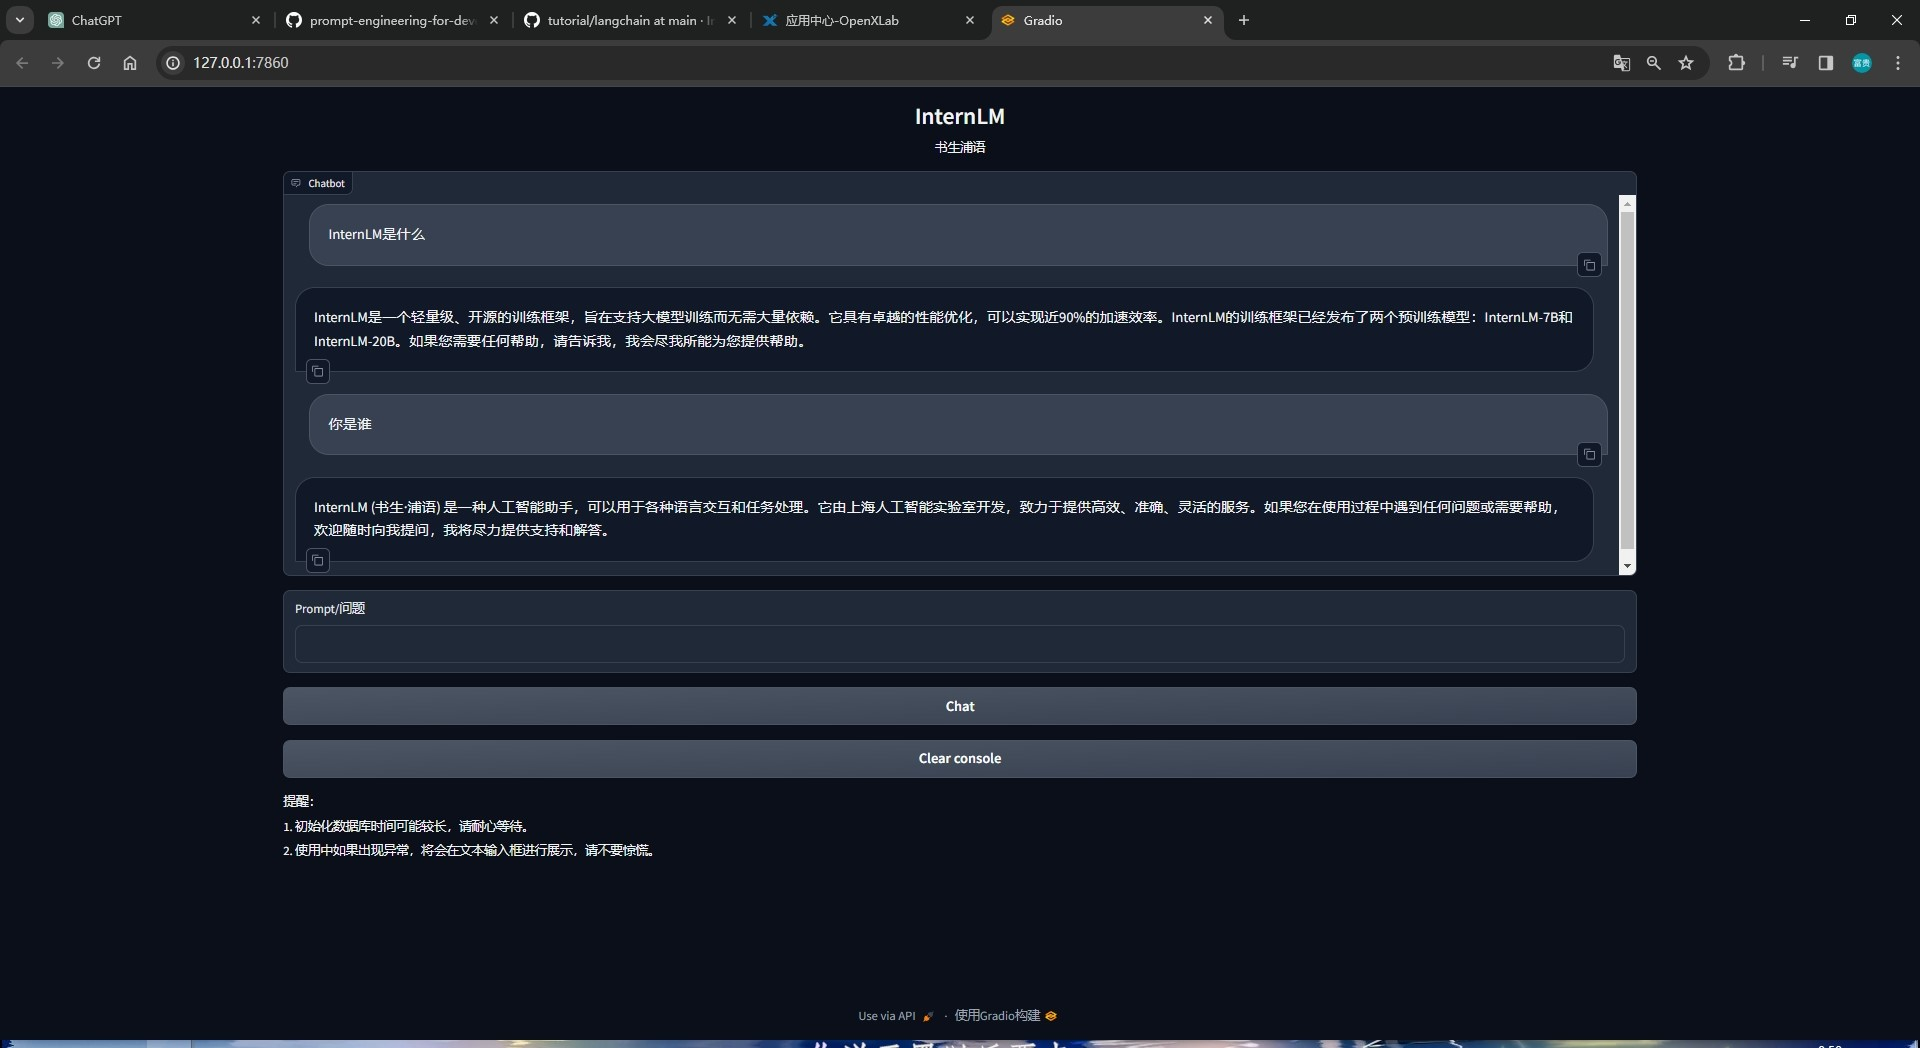 ChatGPT
prompt-engineering-for-dev
tutorial/langchain at main ·
应用中心-OpenXLab
Gradio
127.0.0.1:7860
富贵
InternLM
书生浦语
Chatbot
InternLM是什么
InternLM是一个轻量级、开源的训练框架，旨在支持大模型训练而无需大量依赖。它具有卓越的性能优化，可以实现近90%的加速效率。InternLM的训练框架已经发布了两个预训练模型：InternLM-7B和
InternLM-20B。如果您需要任何帮助，请告诉我，我会尽我所能为您提供帮助。
你是谁
InternLM (书生·浦语) 是一种人工智能助手，可以用于各种语言交互和任务处理。它由上海人工智能实验室开发，致力于提供高效、准确、灵活的服务。如果您在使用过程中遇到任何问题或需要帮助，
欢迎随时向我提问，我将尽力提供支持和解答。
Prompt/问题
Chat
Clear console
提醒：
1. 初始化数据库时间可能较长，请耐心等待。
2. 使用中如果出现异常，将会在文本输入框进行展示，请不要惊慌。
Use via API · 使用Gradio构建